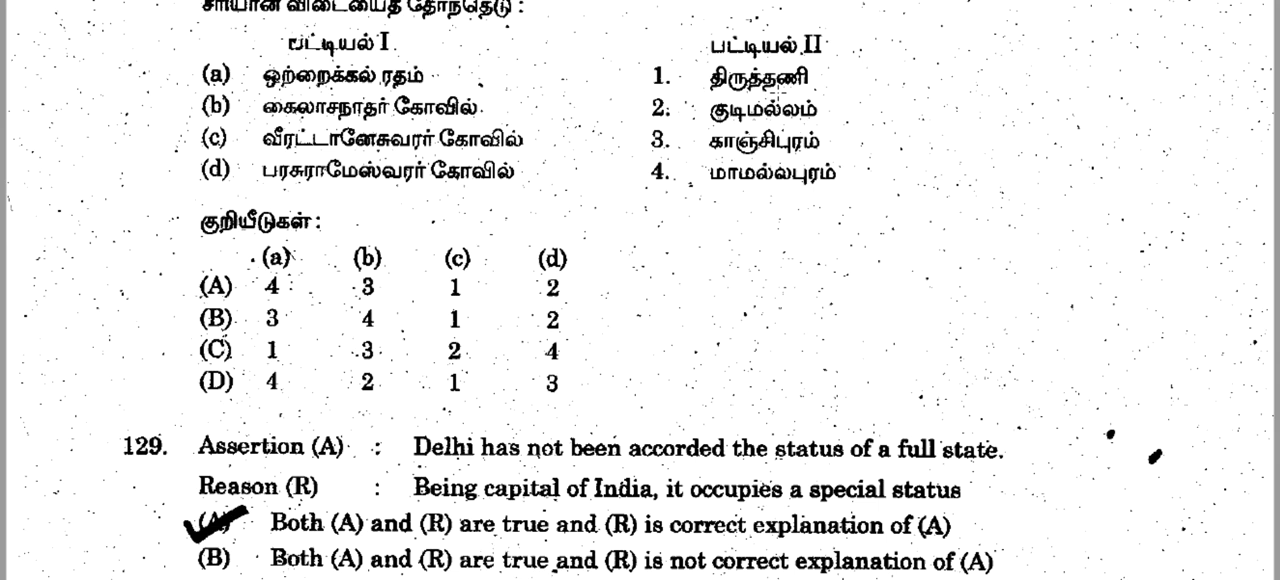 சரியான விடையைத் தேர்ந்தெடு :
பட்டியல் I பட்டியல் II
(a) ஒற்றைக்கல் ரதம் 1. திருத்தணி
(b) கைலாசநாதர் கோவில் 2. குடிமல்லம்
(c) வீரட்டானேசுவரர் கோவில் 3. காஞ்சிபுரம்
(d) பரசுராமேஸ்வரர் கோவில் 4. மாமல்லபுரம்
குறியீடுகள் :
(a) (b) (c) (d)
(A) 4 3 1 2
(B) 3 4 1 2
(C) 1 3 2 4
(D) 4 2 1 3
129. Assertion (A) : Delhi has not been accorded the status of a full state.
Reason (R) : Being capital of India, it occupies a special status
(A) Both (A) and (R) are true and (R) is correct explanation of (A)
(B) Both (A) and (R) are true and (R) is not correct explanation of (A)